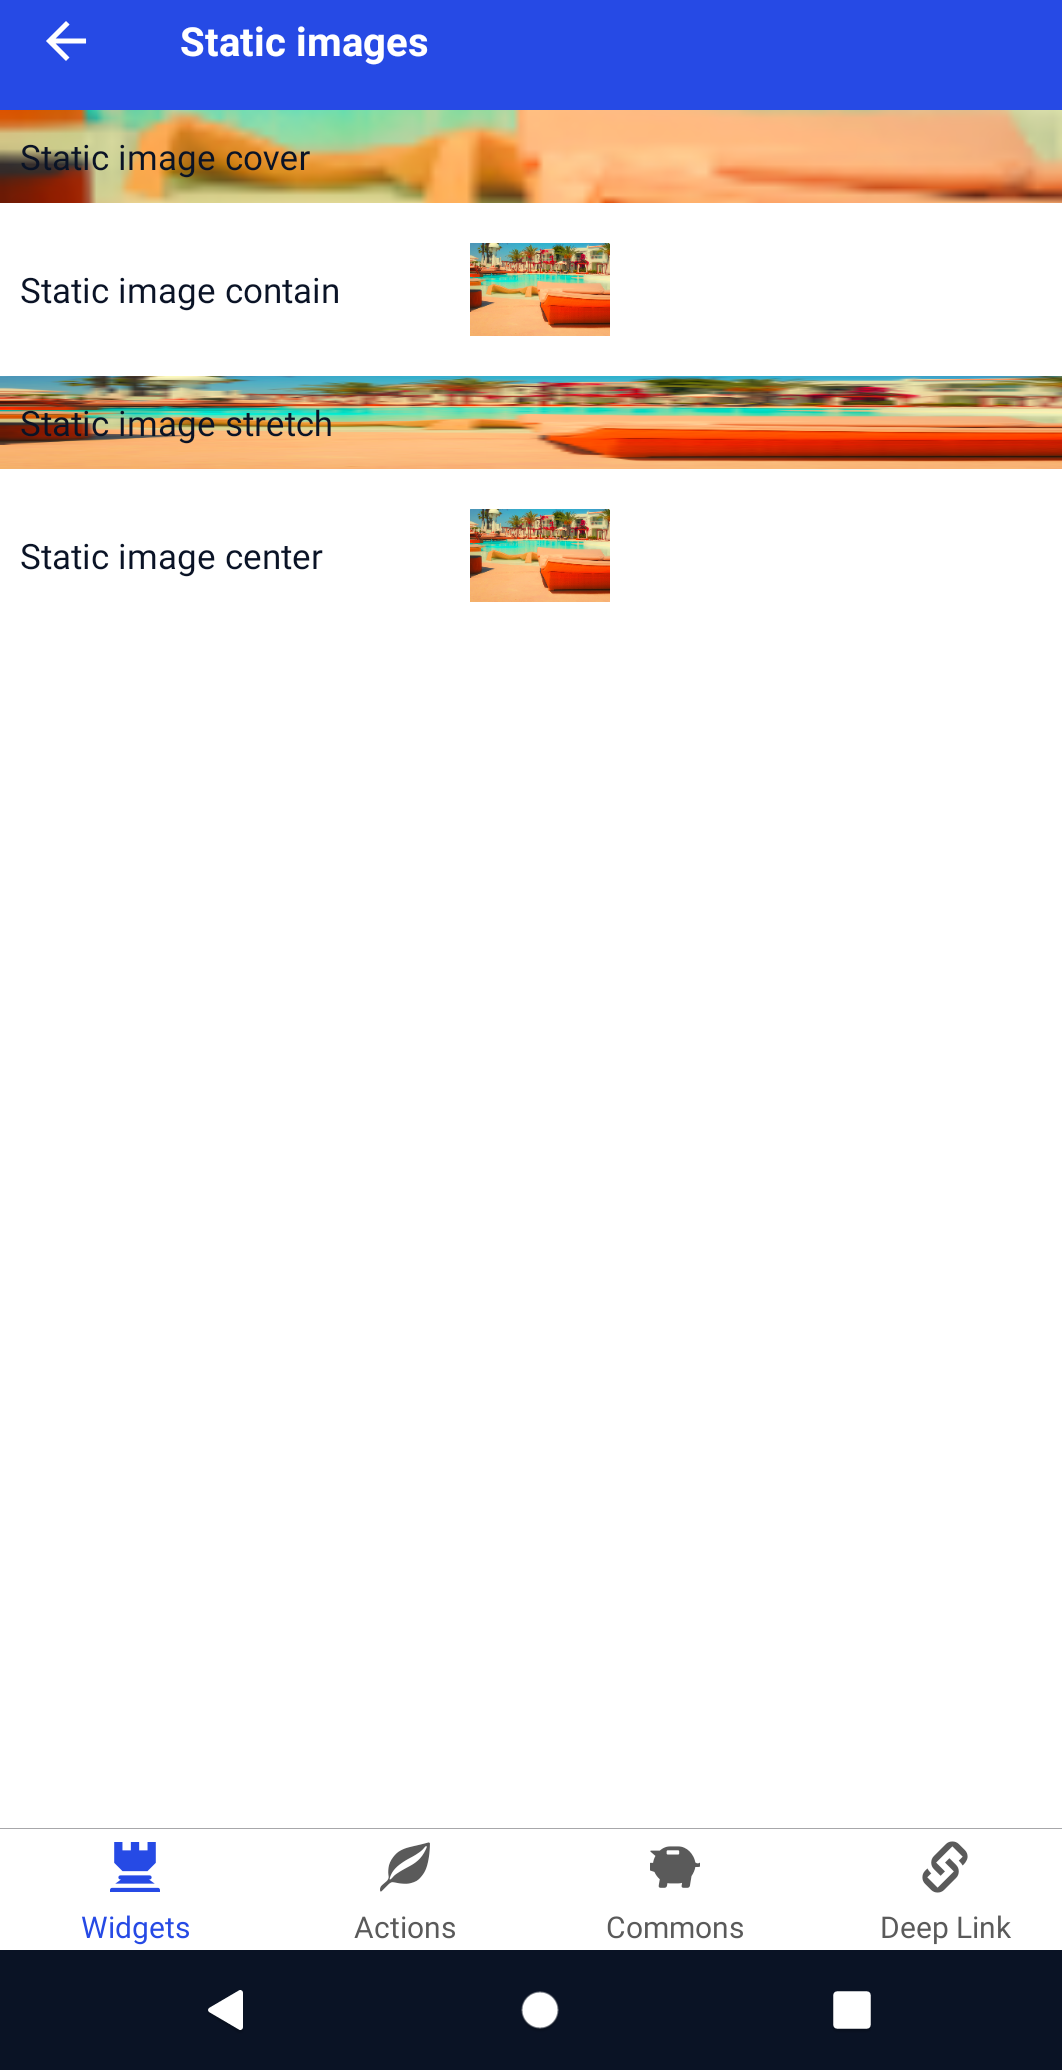 Static images
Static image cover
Static image contain
Static image stretch
Static image center
Widgets
Actions
Commons
Deep Link